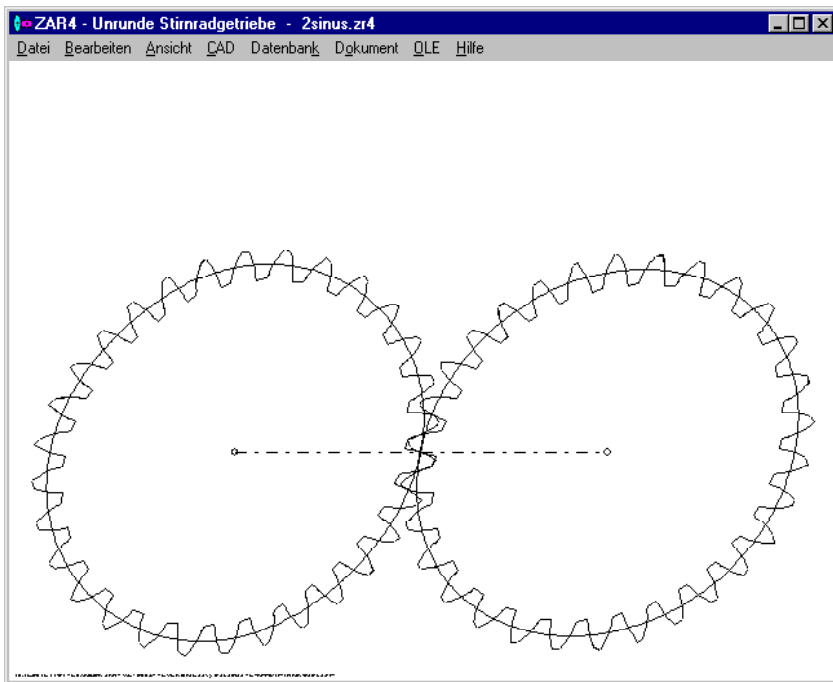 ZAR4 - Unrunde Stirnradgetriebe - 2sinus.zr4
Datei Bearbeiten Ansicht CAD Datenbank Dokument OLE Hilfe